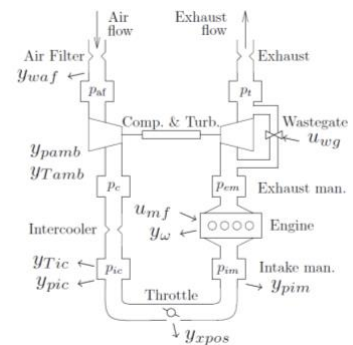 Air flow
Exhaust flow
Air Filter
y_waf
p_af
Exhaust
p_t
Comp. & Turb.
Wastegate
u_wg
y_pamb
y_Tamb
p_c
p_em
Exhaust man.
u_mf
y_ω
Intercooler
Engine
y_Tic
y_pic
p_ic
p_im
Intake man.
y_pim
Throttle
y_xpos